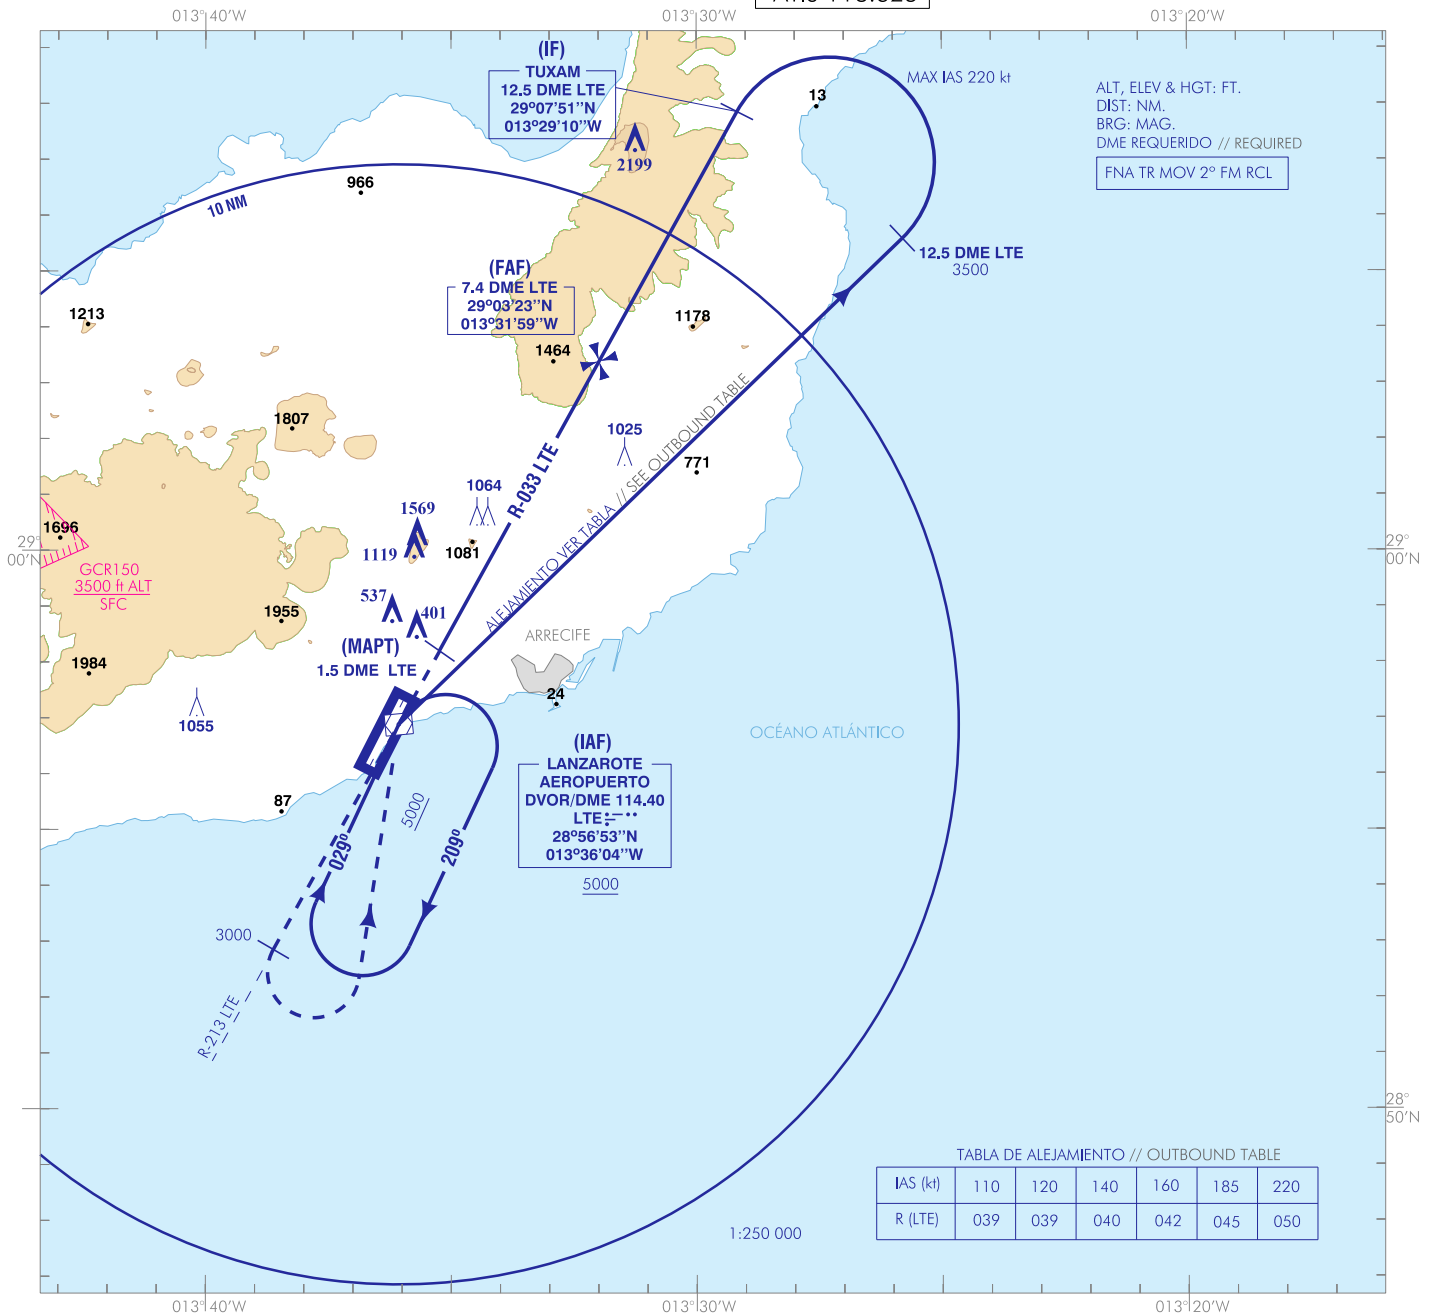 013°40'W
013°30'W
013°20'W
(IF)
TUXAM
12.5 DME LTE
29°07'51''N
013°29'10''W
MAX IAS 220 kt
13
ALT, ELEV & HGT: FT.
DIST: NM.
BRG: MAG.
DME REQUERIDO // REQUIRED
FNA TR MOV 2° FM RCL
2199
966
10 NM
12.5 DME LTE
3500
(FAF)
7.4 DME LTE
29°03'23''N
013°31'59''W
1213
1178
1464
1807
1025
771
R-033 LTE
ALEJAMIENTO VER TABLA // SEE OUTBOUND TABLE
1064
1569
1119
1081
1696
29°
00'N
29°
00'N
GCR150
3500 ft ALT
SFC
537
401
1955
(MAPT)
1.5 DME LTE
ARRECIFE
1984
24
1055
OCÉANO ATLÁNTICO
(IAF)
LANZAROTE
AEROPUERTO
DVOR/DME 114.40
LTE
28°56'53''N
013°36'04''W
5000
87
5000
029°
209°
3000
R-213 LTE
28°
50'N
TABLA DE ALEJAMIENTO // OUTBOUND TABLE
IAS (kt) 110 120 140 160 185 220
R (LTE) 039 039 040 042 045 050
1:250 000
013°40'W
013°30'W
013°20'W